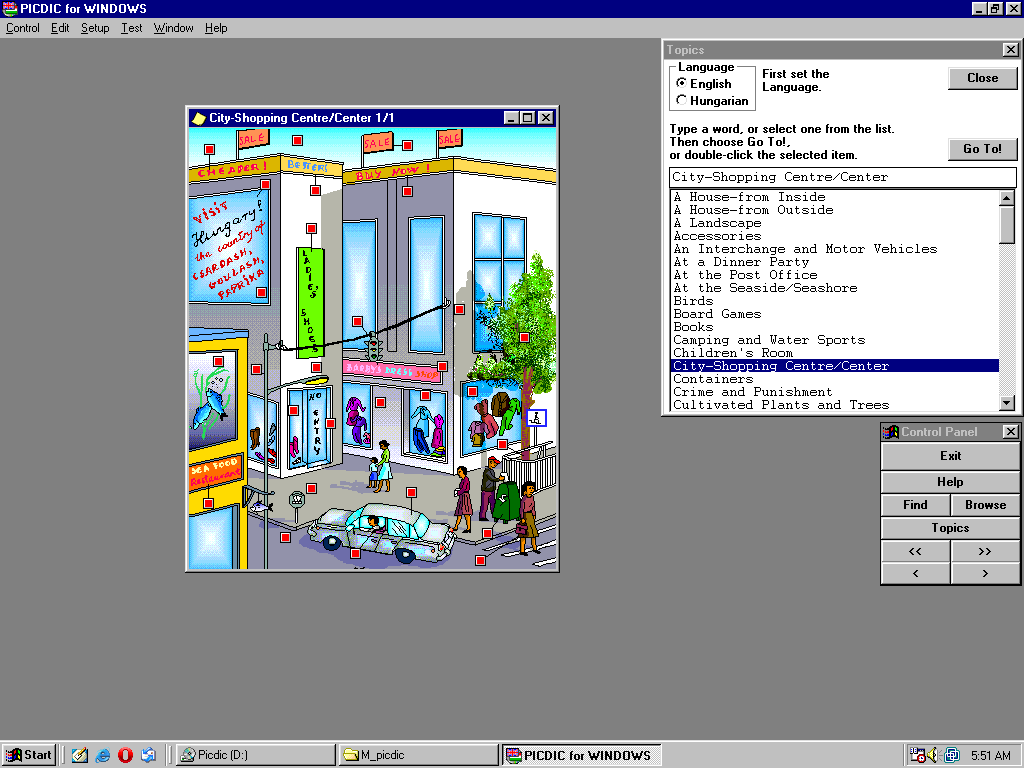 PICDIC for WINDOWS
Control Edit Setup Test Window Help
Topics
Language
English
Hungarian
First set the
Language.
Close
Type a word, or select one from the list.
Then choose Go To!,
or double-click the selected item.
Go To!
City-Shopping Centre/Center
A House-from Inside
A House-from Outside
A Landscape
Accessories
An Interchange and Motor Vehicles
At a Dinner Party
At the Post Office
At the Seaside/Seashore
Birds
Board Games
Books
Camping and Water Sports
Children's Room
City-Shopping Centre/Center
Containers
Crime and Punishment
Cultivated Plants and Trees
City-Shopping Centre/Center 1/1
SALE
SALE
SALE
CHEAPER!
BETTER!
BUY NOW!
VISIT
Hungary!
the country of
CSARDASH,
GOULASH,
PAPRIKA
LADIE'S SHOES
DRESS SHOP
NO ENTRY
SEA FOOD
Restaurant
Control Panel
Exit
Help
Find Browse
Topics
<< >>
< >
Start
Picdic (D:)
M_picdic
PICDIC for WINDOWS
5:51 AM